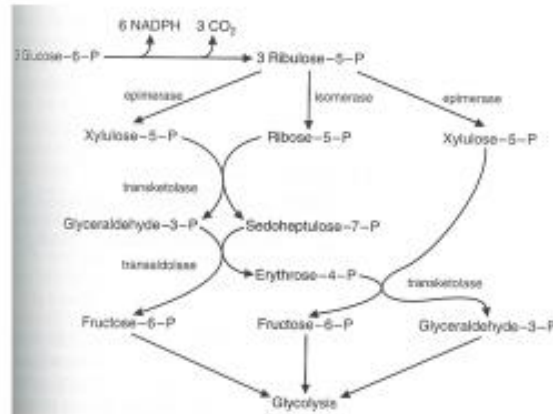 6 NADPH 3 CO2
3 Glucose-6-P 3 Ribulose-5-P
epimerase isomerase epimerase
Xylulose-5-P Ribose-5-P Xylulose-5-P
transketolase
Glyceraldehyde-3-P Sedoheptulose-7-P
transaldolase
Erythrose-4-P transketolase
Fructose-6-P Fructose-6-P Glyceraldehyde-3-P
Glycolysis